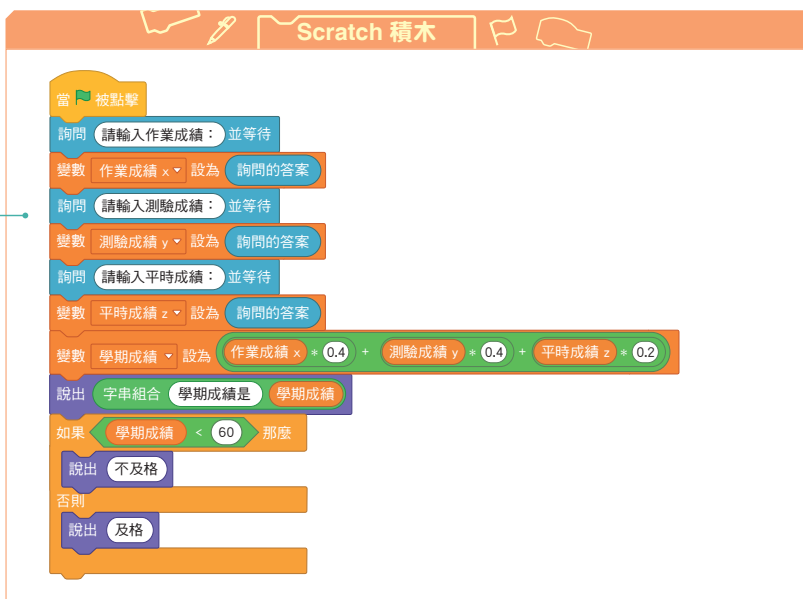 Scratch 積木
當 被點擊
詢問 請輸入作業成績： 並等待
變數 作業成績 x 設為 詢問的答案
詢問 請輸入測驗成績： 並等待
變數 測驗成績 y 設為 詢問的答案
詢問 請輸入平時成績： 並等待
變數 平時成績 z 設為 詢問的答案
變數 學期成績 設為 作業成績 x * 0.4 + 測驗成績 y * 0.4 + 平時成績 z * 0.2
說出 字串組合 學期成績是 學期成績
如果 學期成績 < 60 那麼
說出 不及格
否則
說出 及格